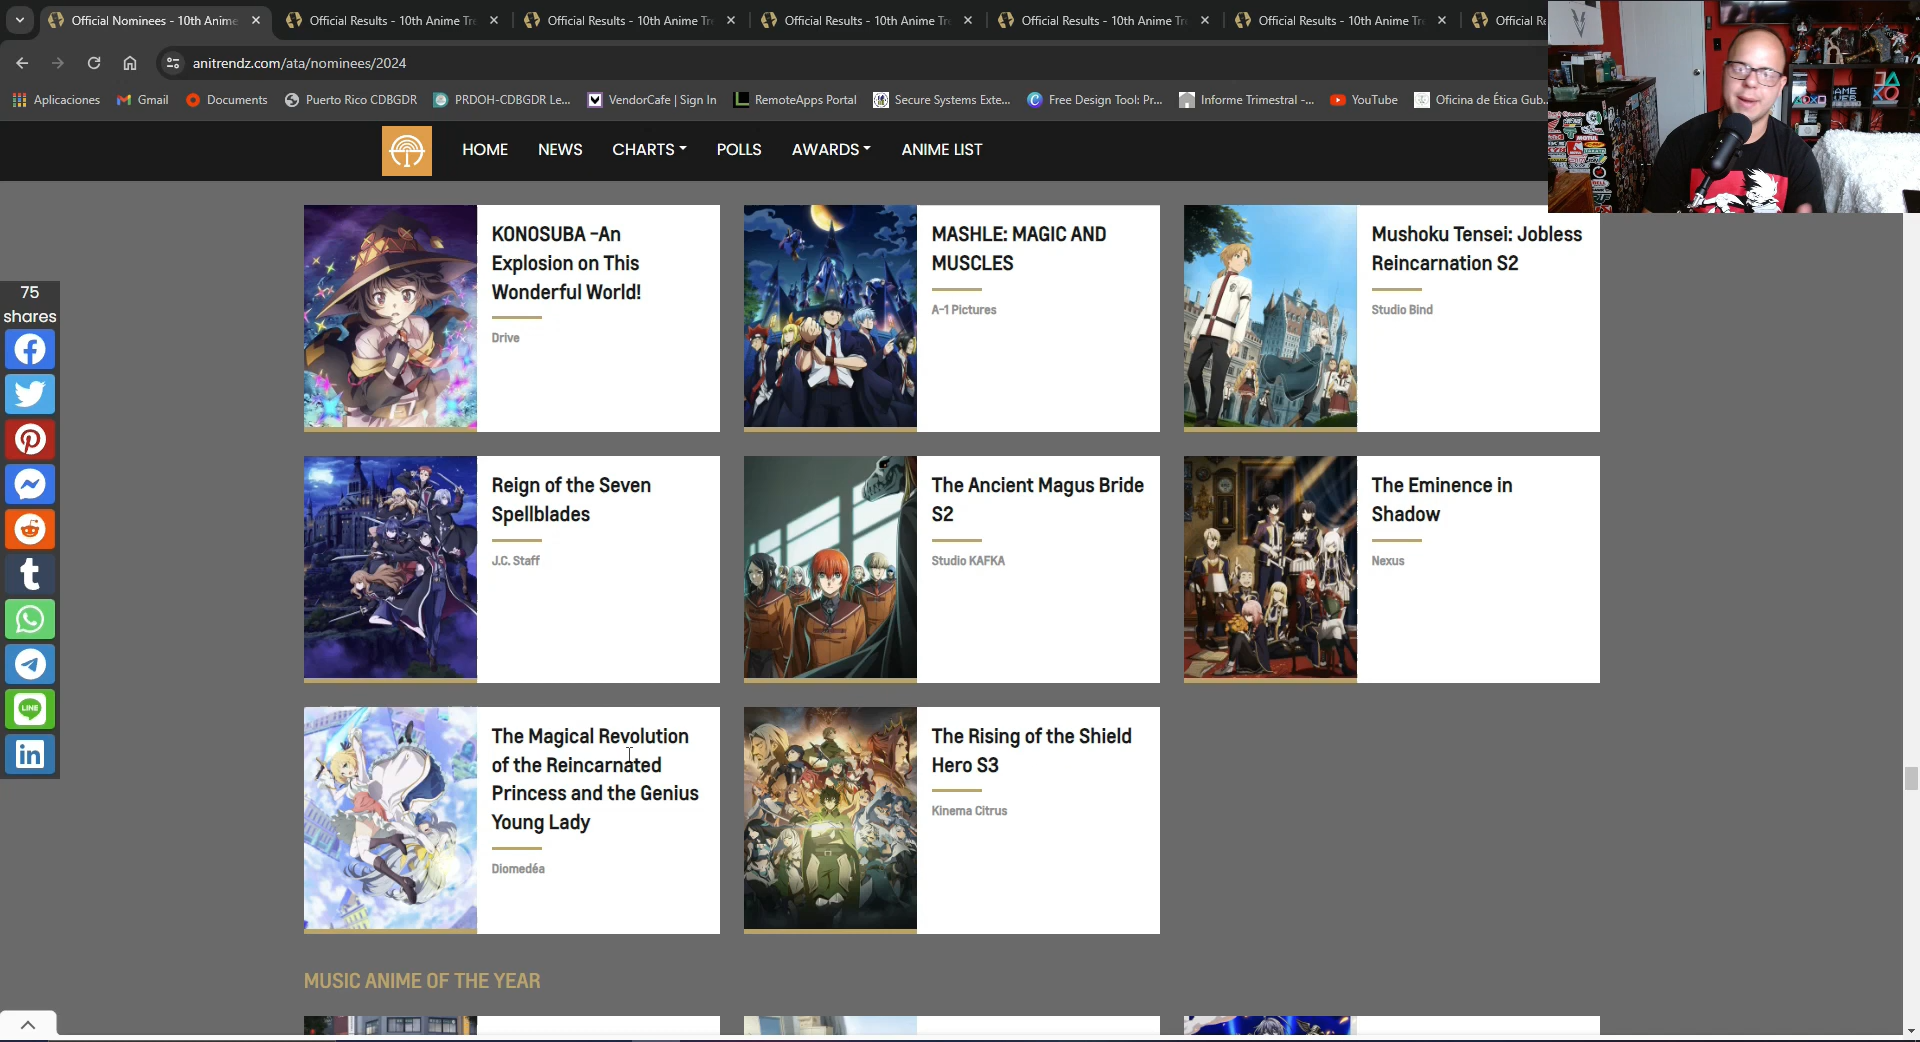 Official Nominees - 10th Anime
Official Results - 10th Anime Tr
Official Results - 10th Anime Tr
Official Results - 10th Anime Tr
Official Results - 10th Anime Tr
Official Results - 10th Anime Tr
Official Re
anitrendz.com/ata/nominees/2024
Aplicaciones
Gmail
Documents
Puerto Rico CDBGDR
PRDOH-CDBGDR Le...
VendorCafe | Sign In
RemoteApps Portal
Secure Systems Exte...
Free Design Tool: Pr...
Informe Trimestral -...
YouTube
Oficina de Ética Gub...
HOME
NEWS
CHARTS
POLLS
AWARDS
ANIME LIST
75
shares
LINE
KONOSUBA -An
Explosion on This
Wonderful World!
Drive
MASHLE: MAGIC AND
MUSCLES
A-1 Pictures
Mushoku Tensei: Jobless
Reincarnation S2
Studio Bind
Reign of the Seven
Spellblades
J.C. Staff
The Ancient Magus Bride
S2
Studio KAFKA
The Eminence in
Shadow
Nexus
The Magical Revolution
of the Reincarnated
Princess and the Genius
Young Lady
Diomedéa
The Rising of the Shield
Hero S3
Kinema Citrus
MUSIC ANIME OF THE YEAR